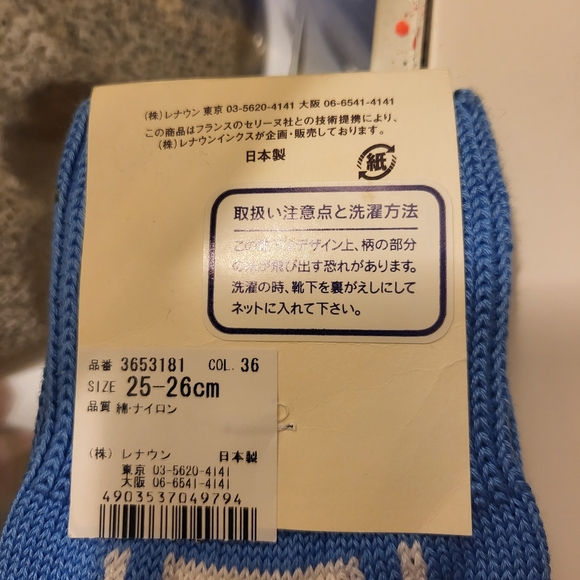 (株)レナウン 東京 03-5620-4141 大阪 06-6541-4141
この商品はフランスのセリーヌ社との技術提携により、
(株)レナウンインクスが企画・販売しております。
日本製
紙
取扱い注意点と洗濯方法
デザイン上、柄の部分
飛び出す恐れがあります。
洗濯の時、靴下を裏がえしにして
ネットに入れて下さい。
品番 3653181 COL. 36
SIZE 25-26cm
品質 綿・ナイロン
(株) レナウン 日本製
東京 03-5620-4141
大阪 06-6541-4141
4903537049794